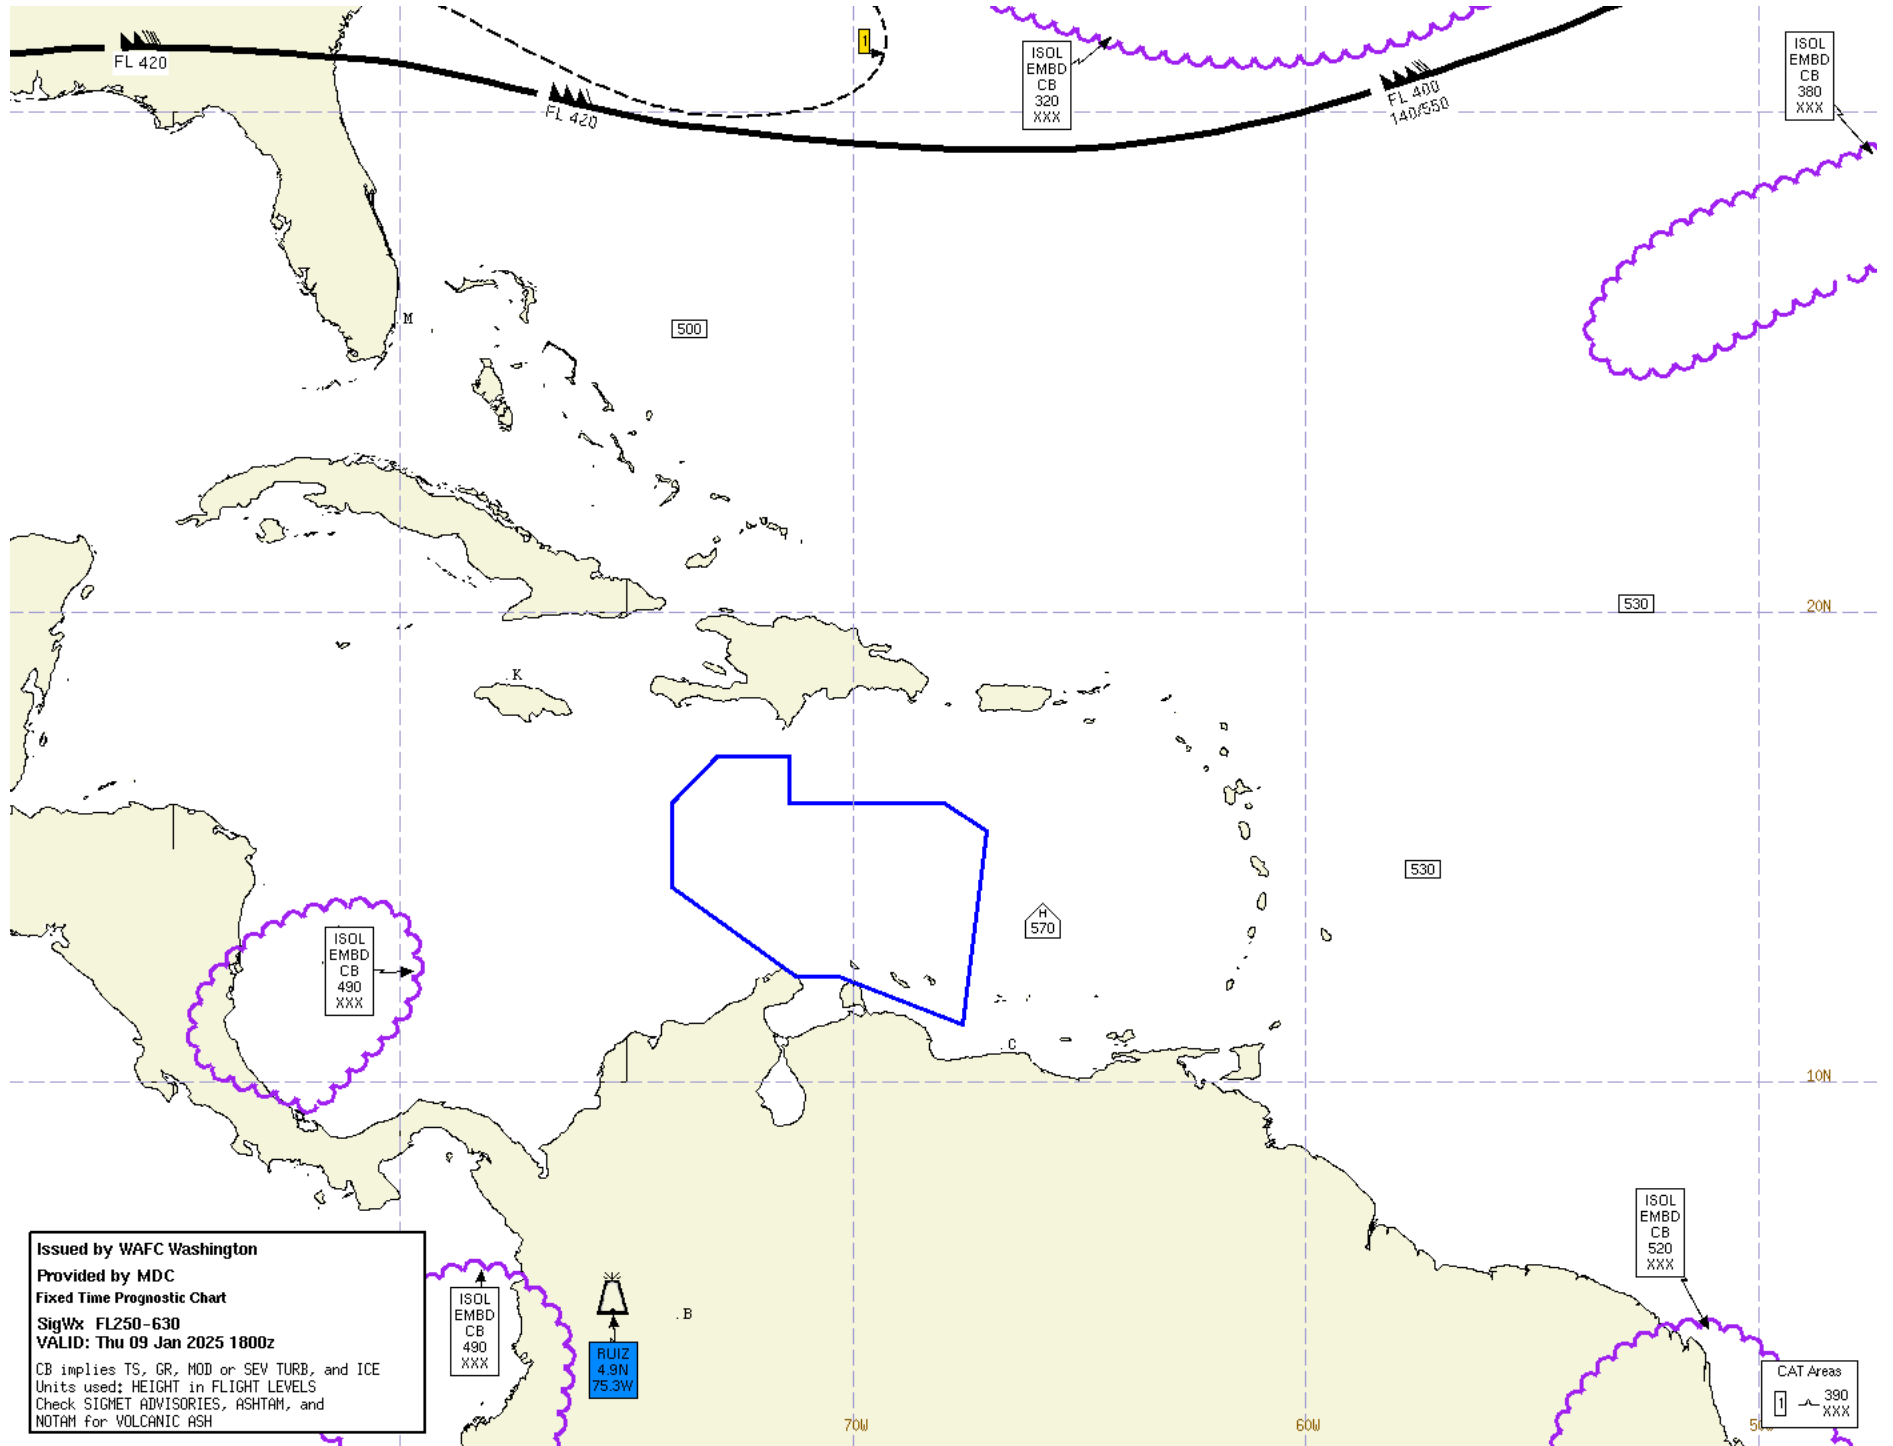 FL 420
FL 420
1
ISOL
EMBD
CB
320
XXX
FL 400
140/550
ISOL
EMBD
CB
380
XXX
M
500
530
20N
K
530
H
570
ISOL
EMBD
CB
490
XXX
C
10N
ISOL
EMBD
CB
520
XXX
ISOL
EMBD
CB
490
XXX
.B
RUIZ
4.9N
75.3W
Issued by WAFC Washington
Provided by MDC
Fixed Time Prognostic Chart
SigWx FL250-630
VALID: Thu 09 Jan 2025 1800z
CB implies TS, GR, MOD or SEV TURB, and ICE
Units used: HEIGHT in FLIGHT LEVELS
Check SIGMET ADVISORIES, ASHTAM, and
NOTAM for VOLCANIC ASH
70W
60W
CAT Areas
1 390
XXX